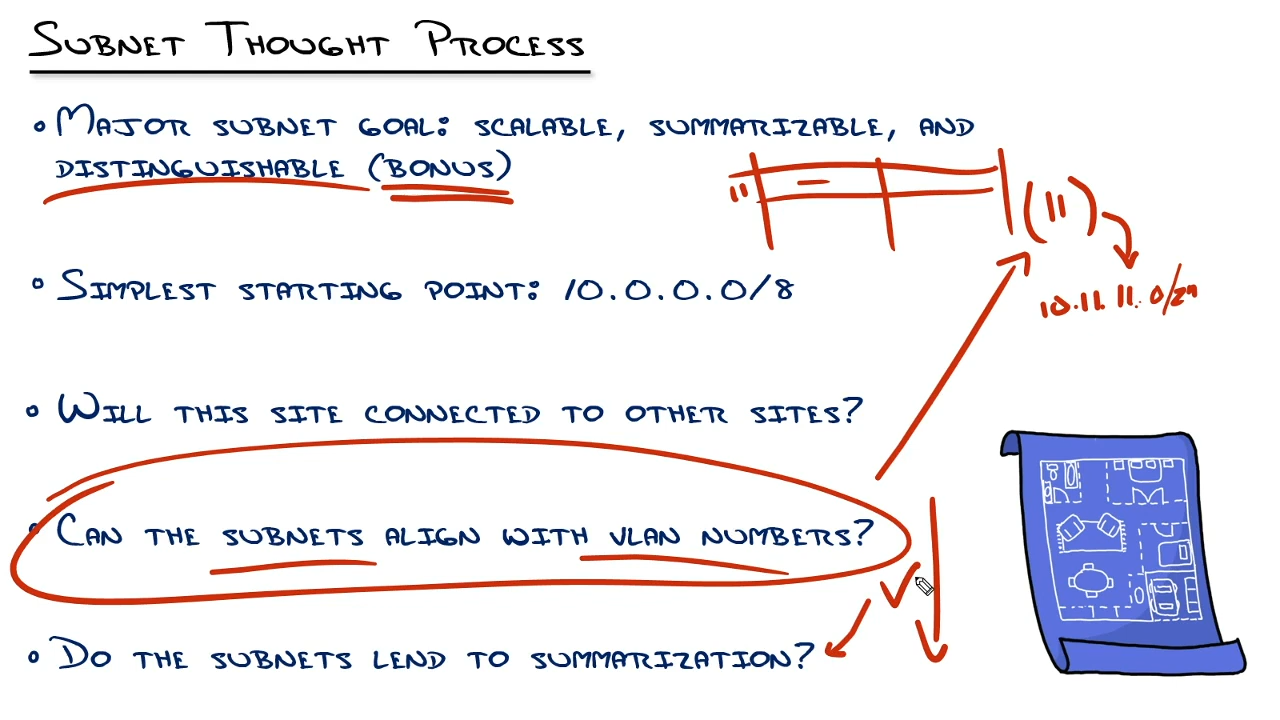 Subnet Thought Process
• Major subnet goal: scalable, summarizable, and
distinguishable (bonus)
11
(11)
• Simplest starting point: 10.0.0.0/8
10.11.11.0/24
• Will this site connected to other sites?
• Can the subnets align with vlan numbers?
• Do the subnets lend to summarization?